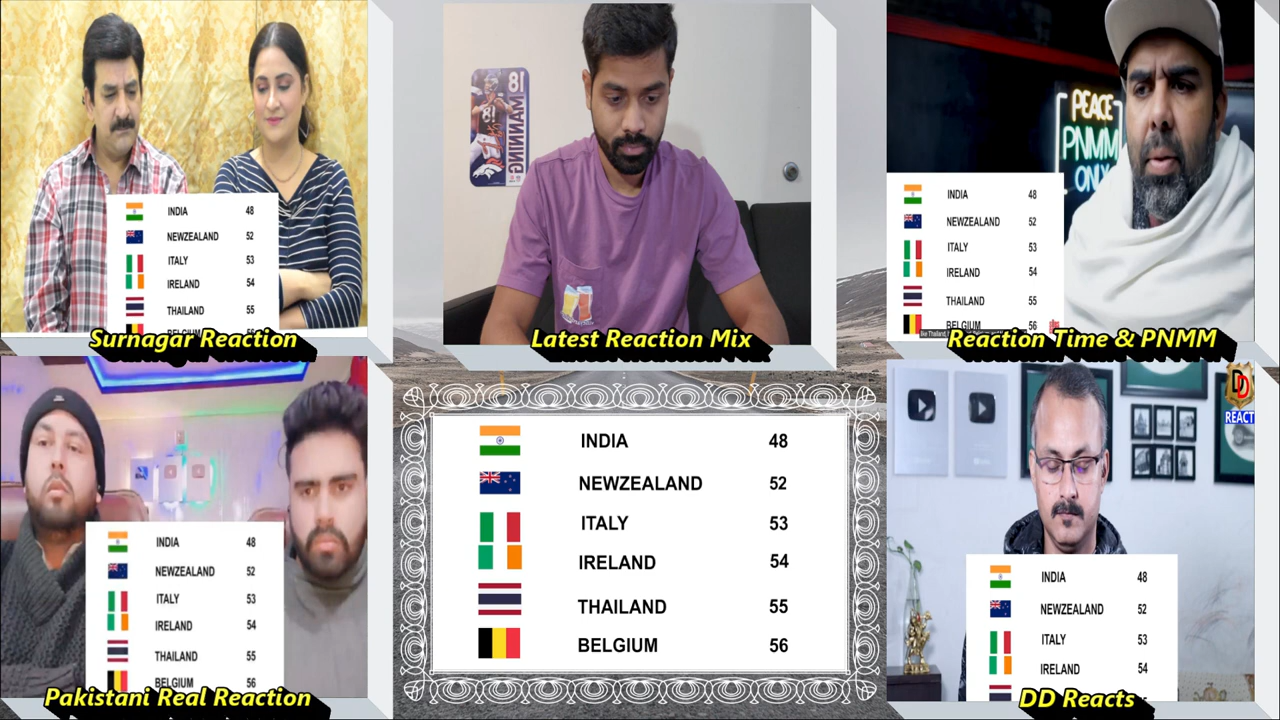 INDIA 48
NEWZEALAND 52
ITALY 53
IRELAND 54
THAILAND 55
BELGIUM 56
Surnagar Reaction
81
MANNING
Latest Reaction Mix
PEACE
PNMM
ONLY
INDIA 48
NEWZEALAND 52
ITALY 53
IRELAND 54
THAILAND 55
BELGIUM 56
Reaction Time & PNMM
INDIA 48
NEWZEALAND 52
ITALY 53
IRELAND 54
THAILAND 55
BELGIUM 56
Pakistani Real Reaction
INDIA 48
NEWZEALAND 52
ITALY 53
IRELAND 54
THAILAND 55
BELGIUM 56
DD
REACT
INDIA 48
NEWZEALAND 52
ITALY 53
IRELAND 54
DD Reacts